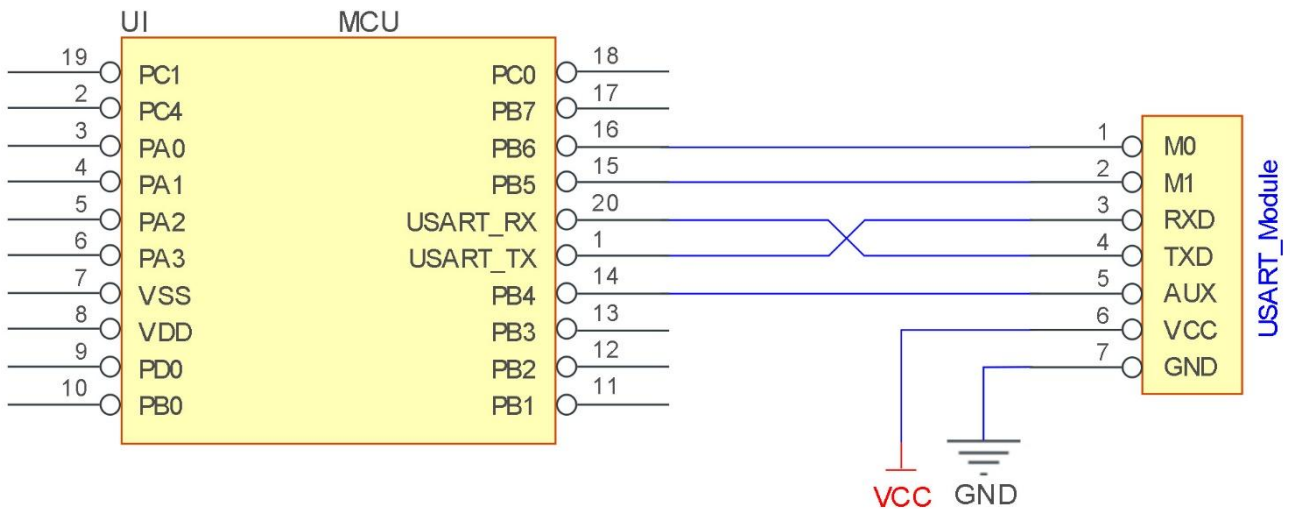 UI MCU
19 PC1 PC0 18
2 PC4 PB7 17
3 PA0 PB6 16 1 M0
4 PA1 PB5 15 2 M1
5 PA2 USART_RX 20 3 RXD
6 PA3 USART_TX 1 4 TXD
7 VSS PB4 14 5 AUX
8 VDD PB3 13 6 VCC
9 PD0 PB2 12 7 GND
10 PB0 PB1 11
USART_Module
VCC GND